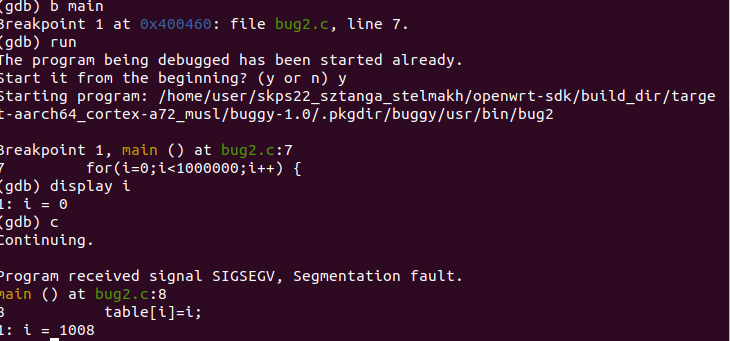 (gdb) b main
Breakpoint 1 at 0x400460: file bug2.c, line 7.
(gdb) run
The program being debugged has been started already.
Start it from the beginning? (y or n) y
Starting program: /home/user/skps22_sztanga_stelmakh/openwrt-sdk/build_dir/targe
t-aarch64_cortex-a72_musl/buggy-1.0/.pkgdir/buggy/usr/bin/bug2
Breakpoint 1, main () at bug2.c:7
7 for(i=0;i<1000000;i++) {
(gdb) display i
1: i = 0
(gdb) c
Continuing.
Program received signal SIGSEGV, Segmentation fault.
main () at bug2.c:8
8 table[i]=i;
1: i = 1008